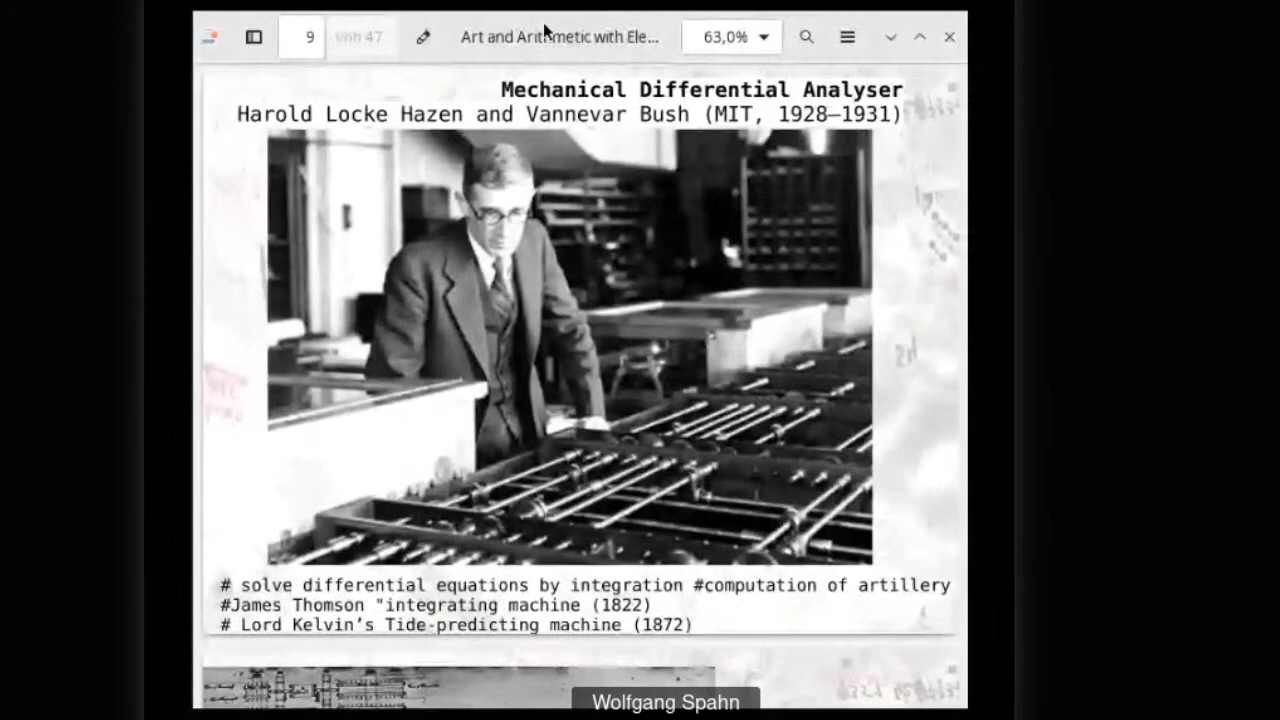 9
von 47
Art and Arithmetic with Ele...
63,0%
Mechanical Differential Analyser
Harold Locke Hazen and Vannevar Bush (MIT, 1928–1931)
# solve differential equations by integration #computation of artillery
#James Thomson "integrating machine (1822)
# Lord Kelvin's Tide-predicting machine (1872)
Wolfgang Spahn